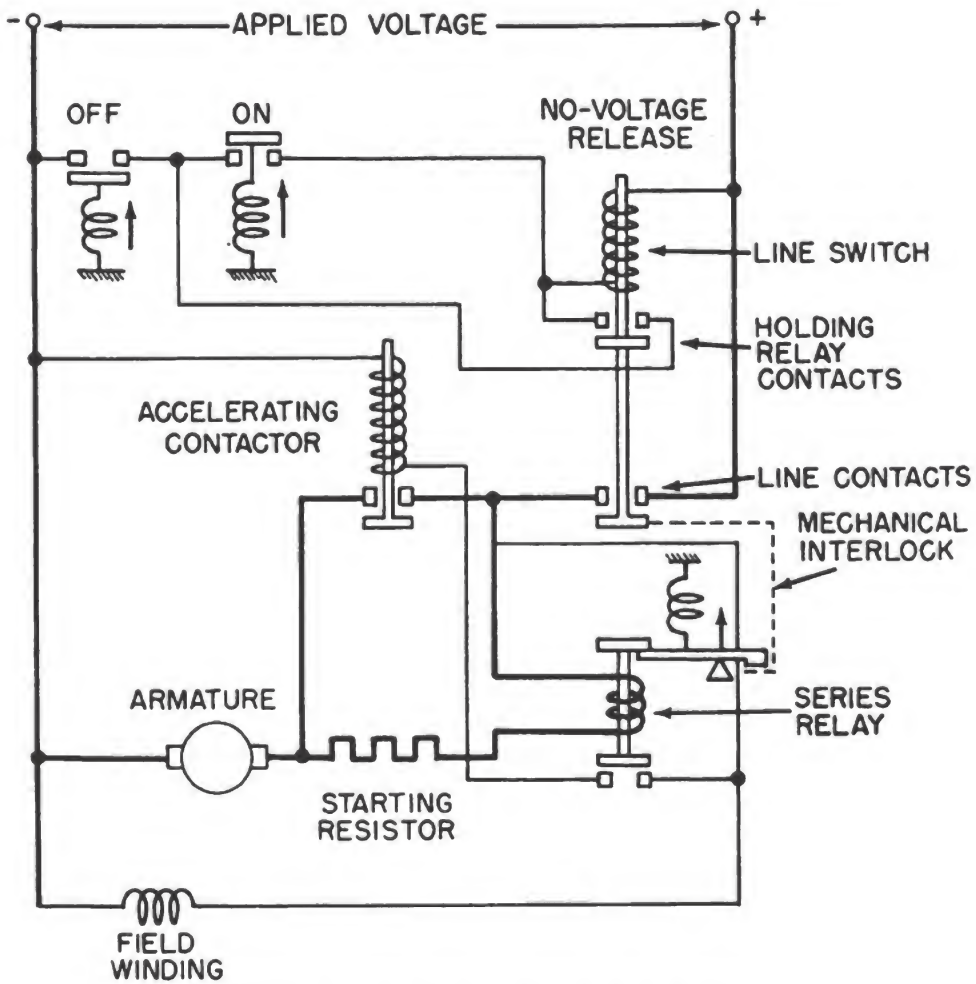 - APPLIED VOLTAGE +
OFF
ON
NO-VOLTAGE
RELEASE
LINE SWITCH
HOLDING
RELAY
CONTACTS
ACCELERATING
CONTACTOR
LINE CONTACTS
MECHANICAL
INTERLOCK
ARMATURE
SERIES
RELAY
STARTING
RESISTOR
FIELD
WINDING